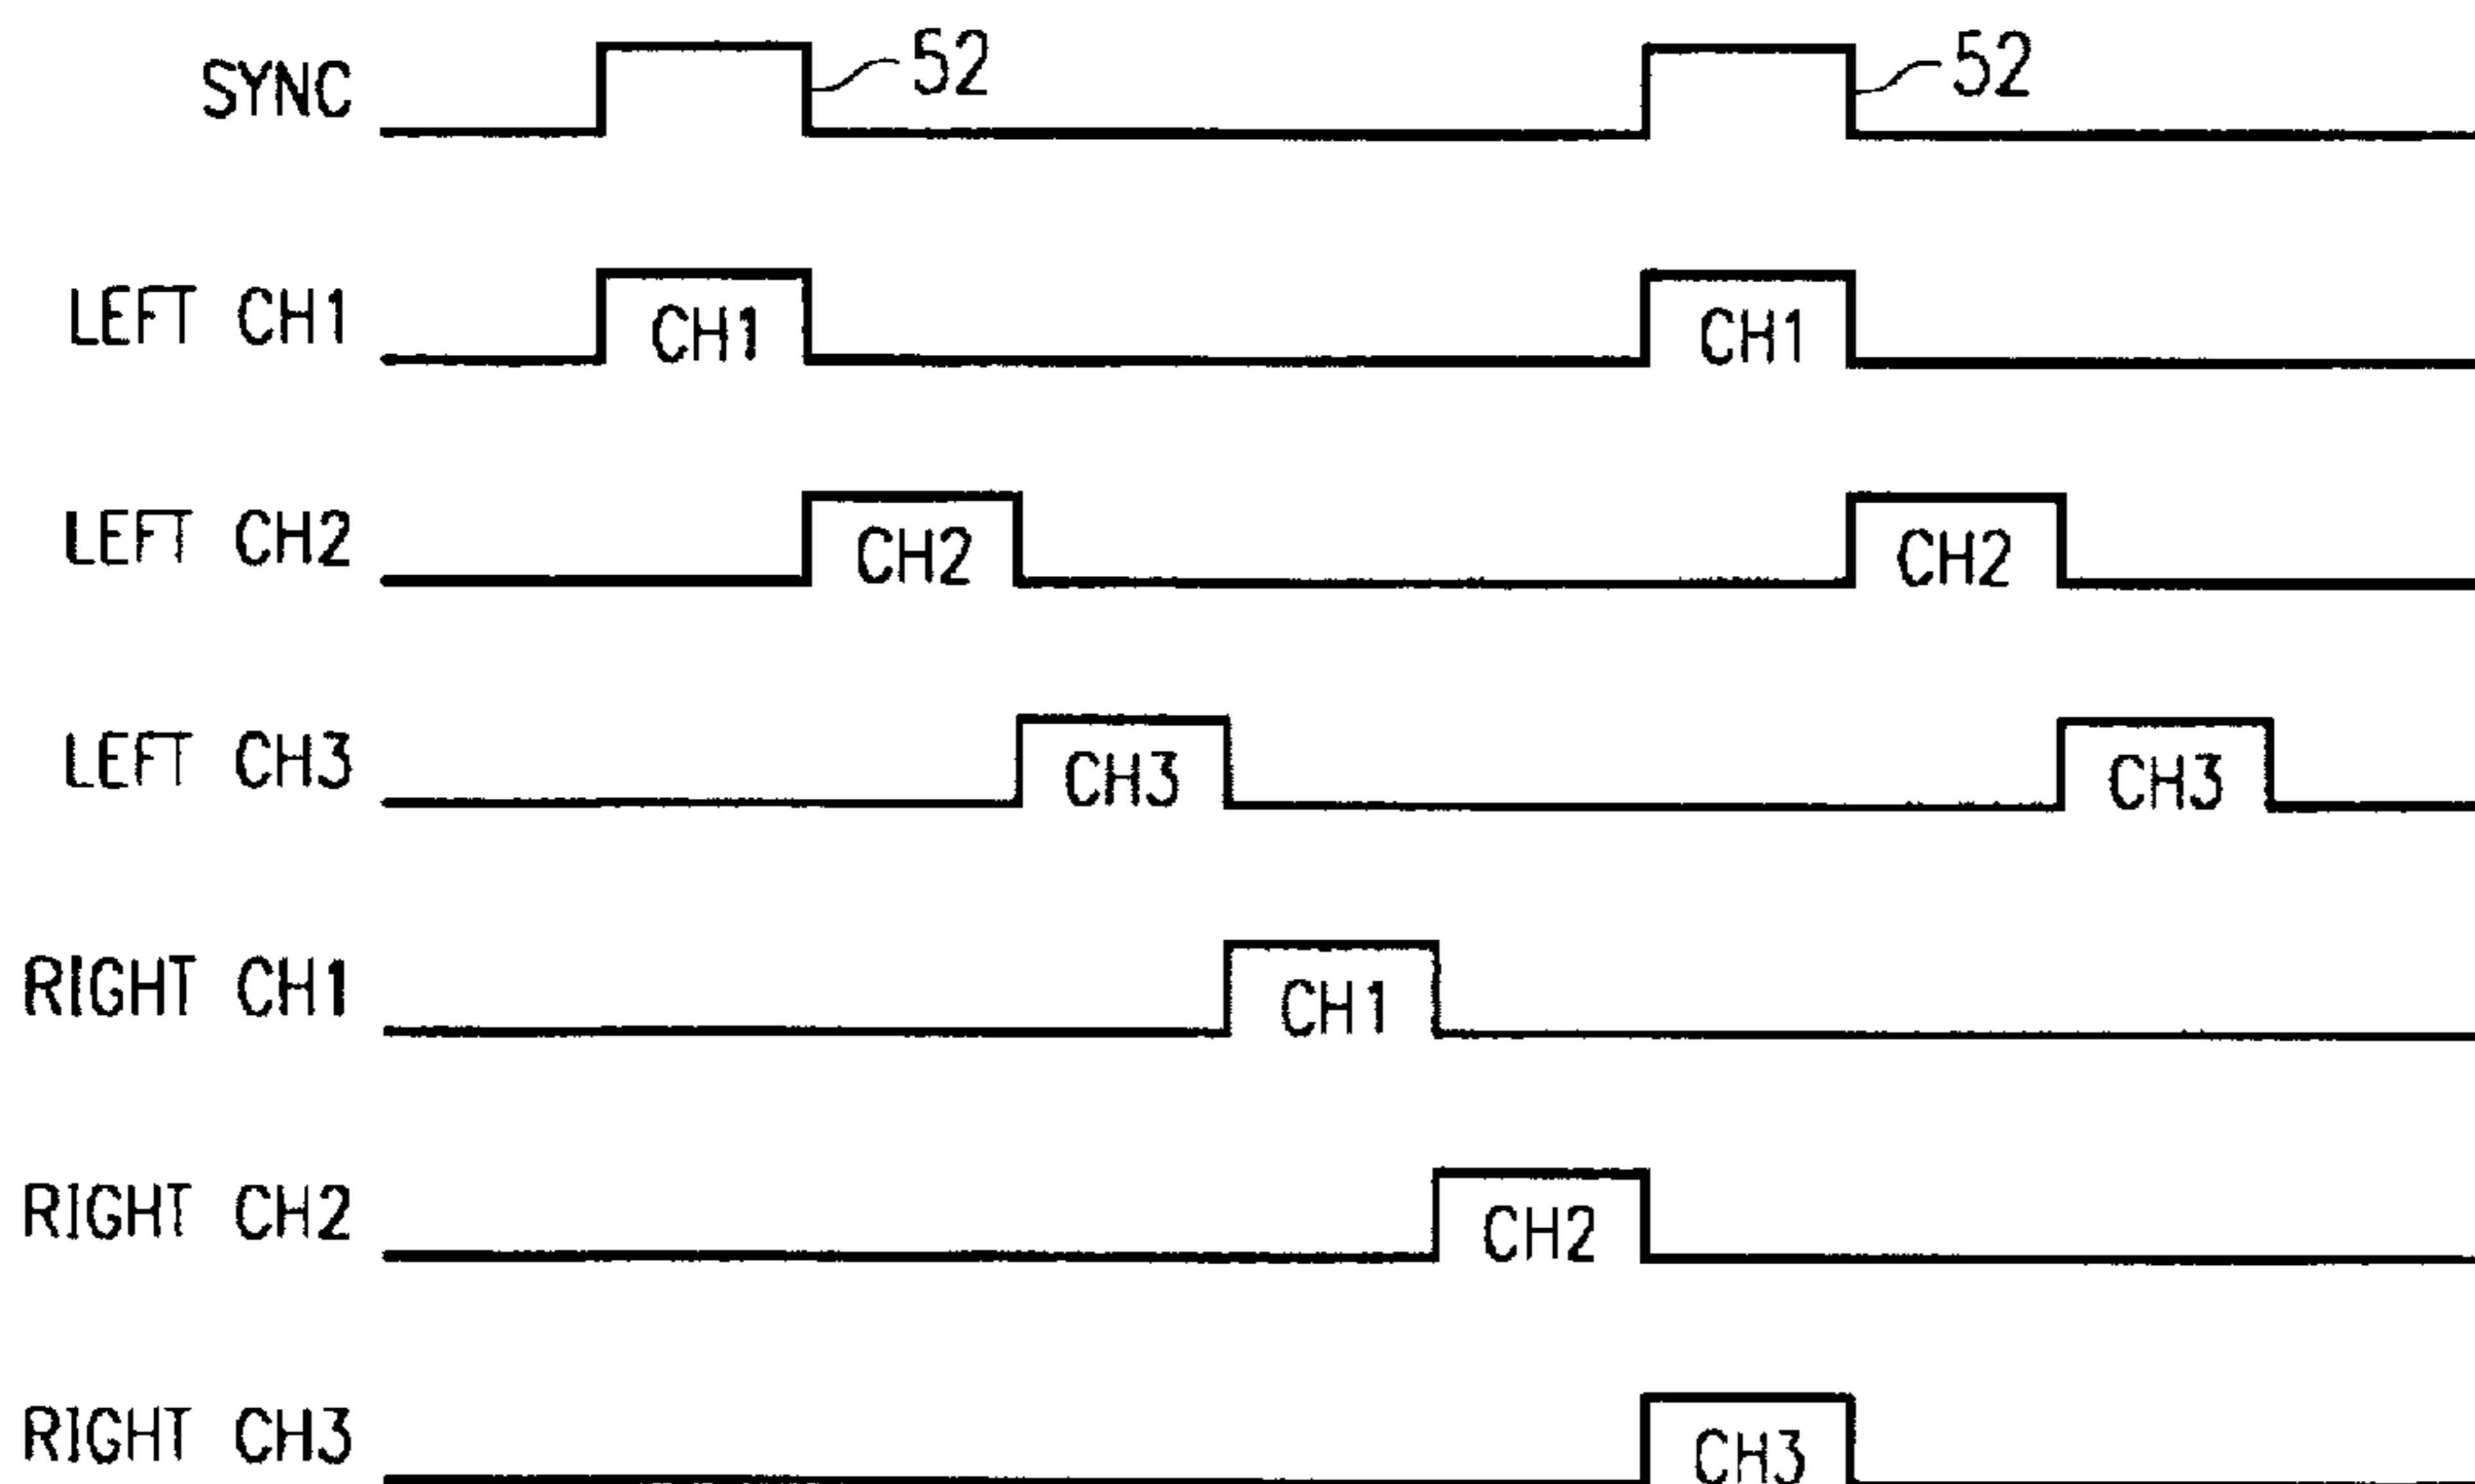 SYNC 52 52
LEFT CH1 CH1 CH1
LEFT CH2 CH2 CH2
LEFT CH3 CH3 CH3
RIGHT CH1 CH1
RIGHT CH2 CH2
RIGHT CH3 CH3